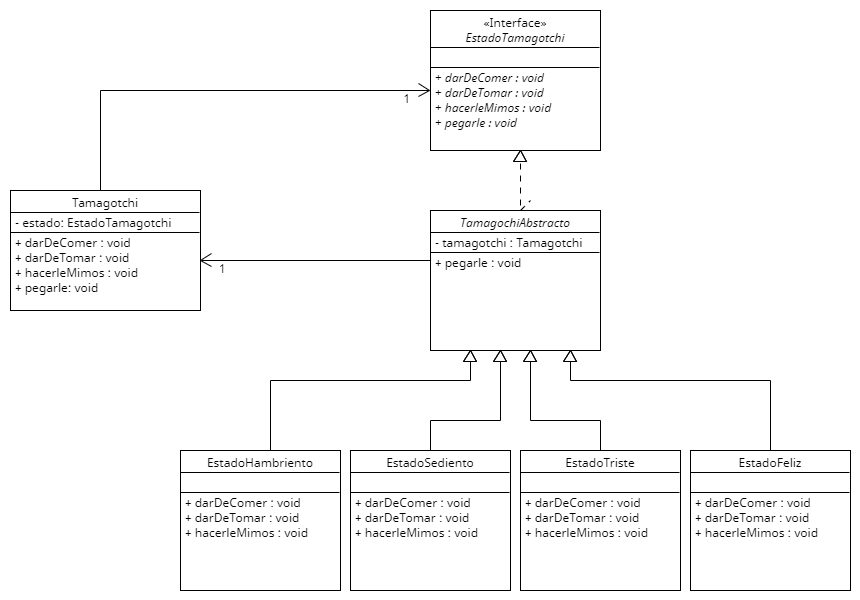 «Interface»
EstadoTamagotchi
+ darDeComer : void
+ darDeTomar : void
+ hacerleMimos : void
+ pegarle : void
1
Tamagotchi
- estado: EstadoTamagotchi
+ darDeComer : void
+ darDeTomar : void
+ hacerleMimos : void
+ pegarle: void
1
TamagochiAbstracto
- tamagotchi : Tamagotchi
+ pegarle : void
EstadoHambriento
+ darDeComer : void
+ darDeTomar : void
+ hacerleMimos : void
EstadoSediento
+ darDeComer : void
+ darDeTomar : void
+ hacerleMimos : void
EstadoTriste
+ darDeComer : void
+ darDeTomar : void
+ hacerleMimos : void
EstadoFeliz
+ darDeComer : void
+ darDeTomar : void
+ hacerleMimos : void